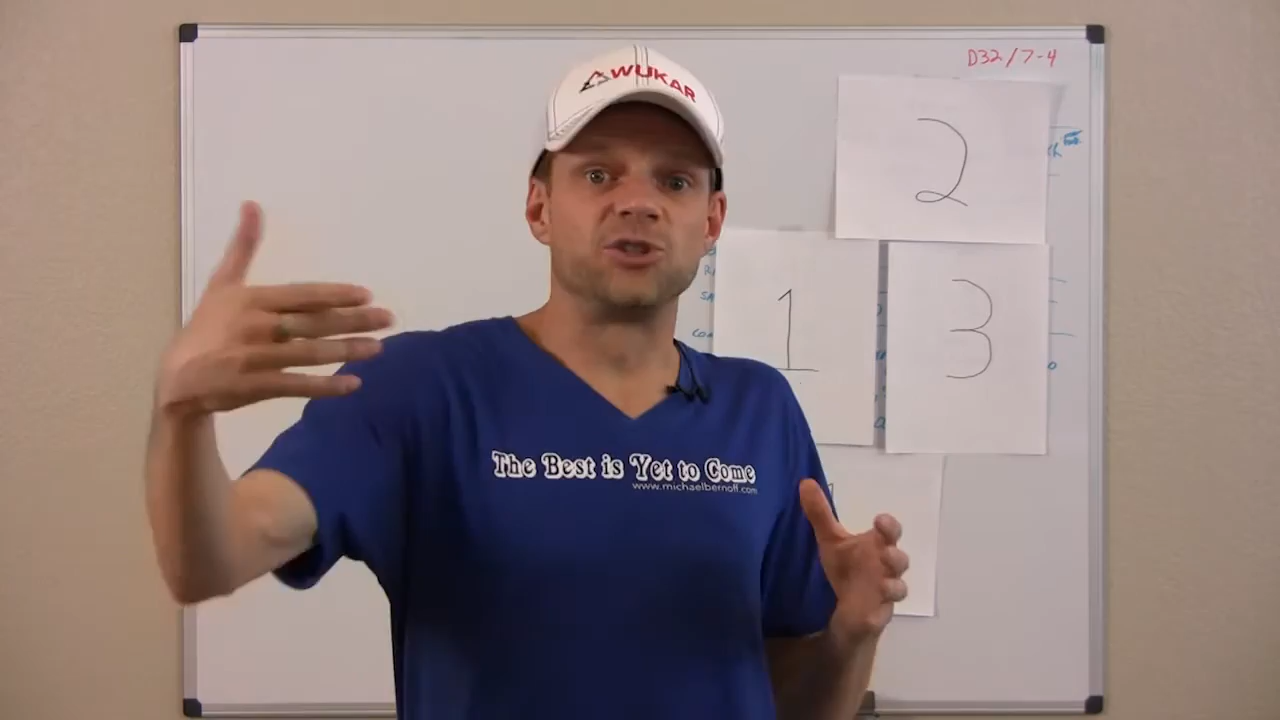 D32/7-4
AWUKAR
2
1
3
The Best is Yet to Come
www.michaelbernoff.com